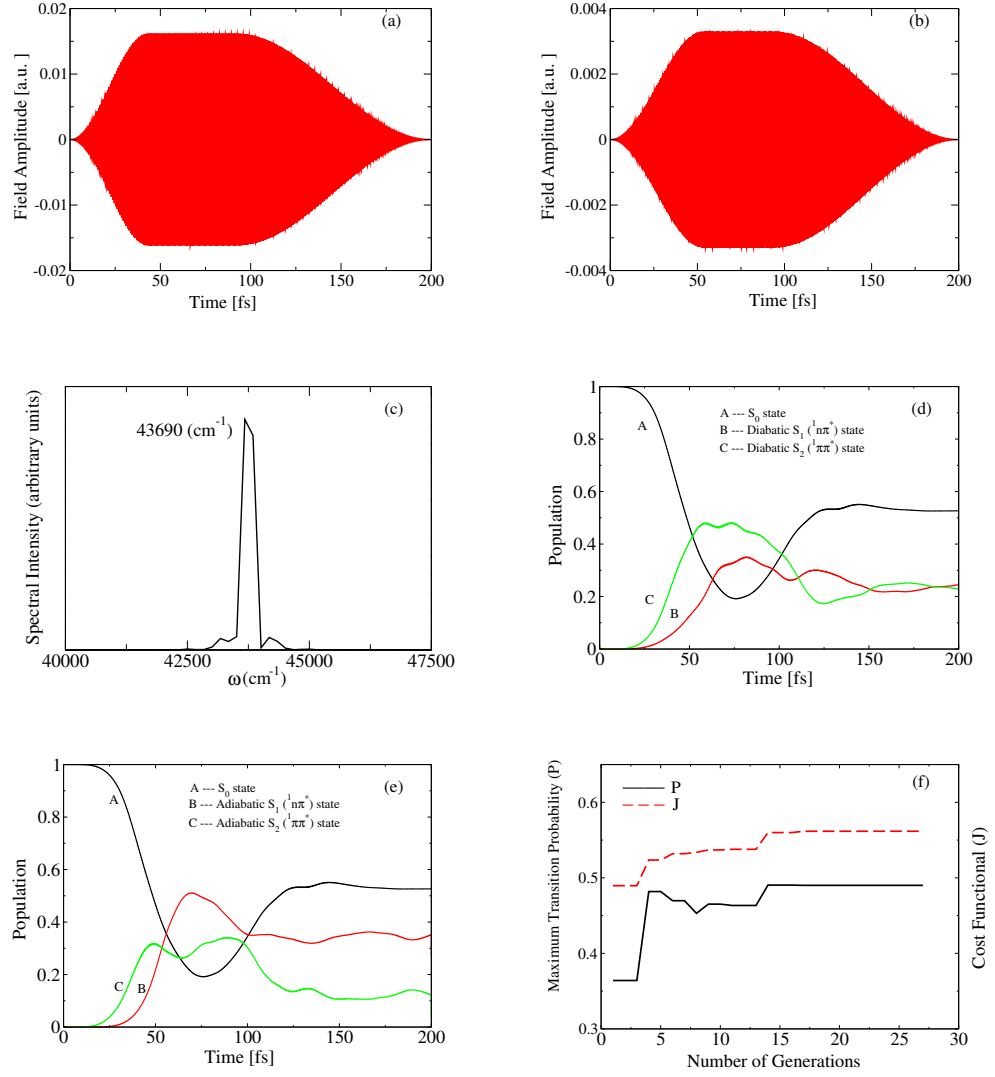 (a)
0.02
0.01
0
-0.01
-0.02
Field Amplitude [a.u. ]
0 50 100 150 200
Time [fs]
(b)
0.004
0.002
0
-0.002
-0.004
Field Amplitude [a.u. ]
0 50 100 150 200
Time [fs]
(c)
43690 (cm⁻¹)
Spectral Intensity (arbitrary units)
40000 42500 45000 47500
ω(cm⁻¹)
(d)
A --- S₀ state
B --- Diabatic S₁ (¹nπ*) state
C --- Diabatic S₂ (¹ππ*) state
A
C
B
1
0.8
0.6
0.4
0.2
0
Population
0 50 100 150 200
Time [fs]
(e)
A --- S₀ state
B --- Adiabatic S₁ (¹nπ*) state
C --- Adiabatic S₂ (¹ππ*) state
A
C
B
1
0.8
0.6
0.4
0.2
0
Population
0 50 100 150 200
Time [fs]
(f)
P
J
0.6
0.5
0.4
0.3
Maximum Transition Probability (P)
Cost Functional (J)
0 5 10 15 20 25 30
Number of Generations